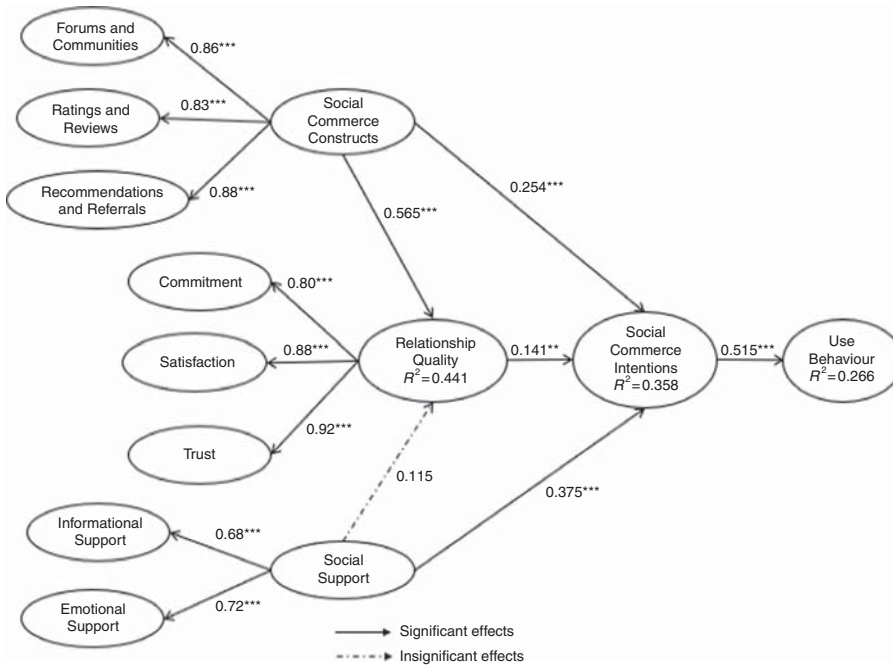 Forums and
Communities
0.86***
Ratings and
Reviews
0.83***
Social
Commerce
Constructs
Recommendations
and Referrals
0.88***
0.254***
0.565***
Commitment
0.80***
Satisfaction
0.88***
Relationship
Quality
R²=0.441
0.141**
Social
Commerce
Intentions
R²=0.358
0.515***
Use
Behaviour
R²=0.266
Trust
0.92***
0.115
0.375***
Informational
Support
0.68***
Social
Support
Emotional
Support
0.72***
Significant effects
Insignificant effects